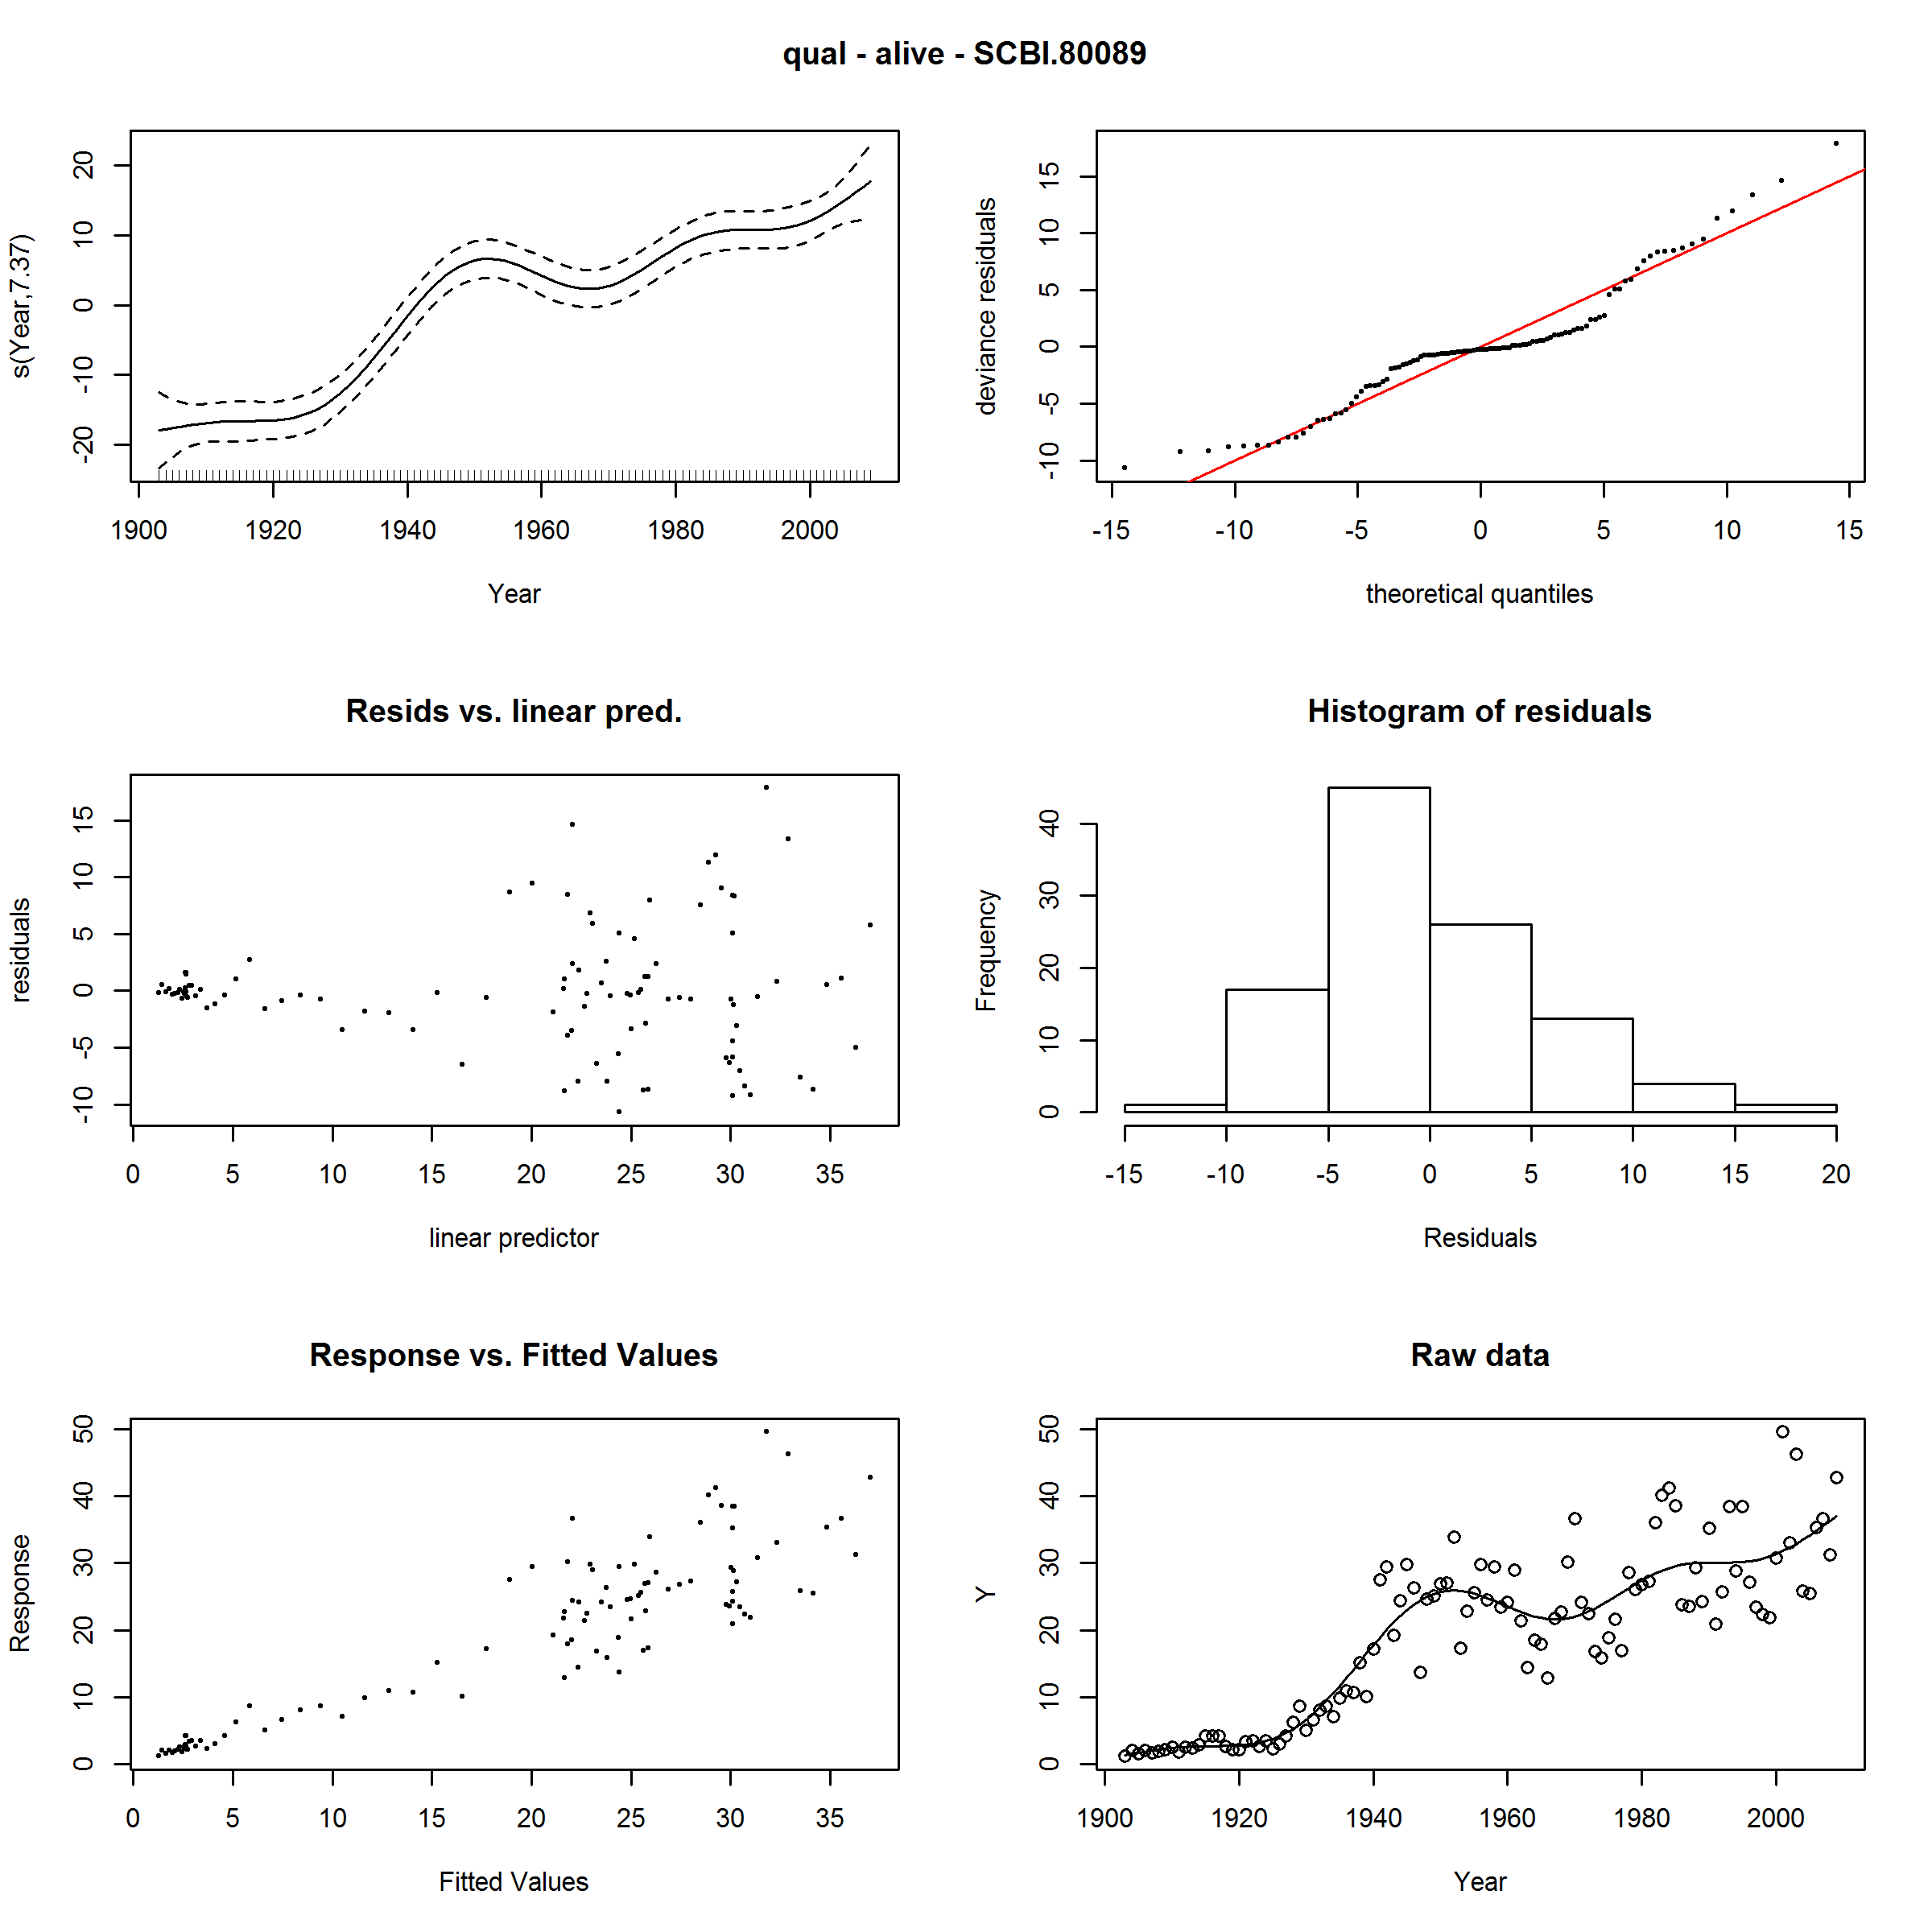 qual - alive - SCBI.80089
s(Year,7.37)
20
10
0
-10
-20
1900 1920 1940 1960 1980 2000
Year
deviance residuals
15
10
5
0
-5
-10
-15 -10 -5 0 5 10 15
theoretical quantiles
Resids vs. linear pred.
residuals
15
10
5
0
-5
-10
0 5 10 15 20 25 30 35
linear predictor
Histogram of residuals
Frequency
40
30
20
10
0
-15 -10 -5 0 5 10 15 20
Residuals
Response vs. Fitted Values
Response
50
40
30
20
10
0
0 5 10 15 20 25 30 35
Fitted Values
Raw data
Y
50
40
30
20
10
0
1900 1920 1940 1960 1980 2000
Year